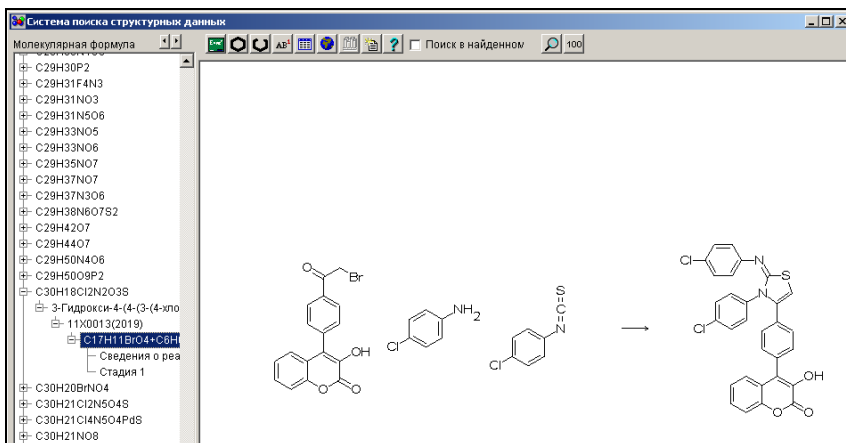 Система поиска структурных данных
Молекулярная формула
AB¹
?
Поиск в найденном
100
C29H30P2
C29H31F4N3
C29H31NO3
C29H31N5O6
C29H33NO5
C29H33NO6
C29H35NO7
C29H37NO7
C29H37N3O6
C29H38N6O7S2
C29H42O7
C29H44O7
C29H50N4O6
C29H50O9P2
C30H18Cl2N2O3S
3-Гидрокси-4-(4-(3-(4-хло
11X0013(2019)
C17H11BrO4+C6H
Сведения о реа
Стадия 1
C30H20BrNO4
C30H21Cl2N5O4S
C30H21Cl4N5O4PdS
C30H21NO8
O
Br
OH
O
O
NH2
Cl
S
C
N
Cl
Cl
N
S
N
Cl
OH
O
O